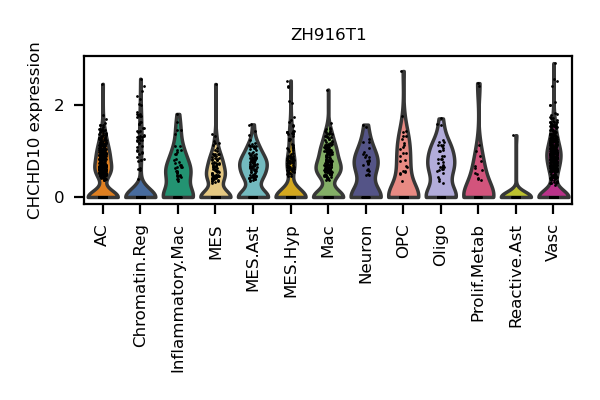 ZH916T1
CHCHD10 expression
2
0
AC
Chromatin.Reg
Inflammatory.Mac
MES
MES.Ast
MES.Hyp
Mac
Neuron
OPC
Oligo
Prolif.Metab
Reactive.Ast
Vasc